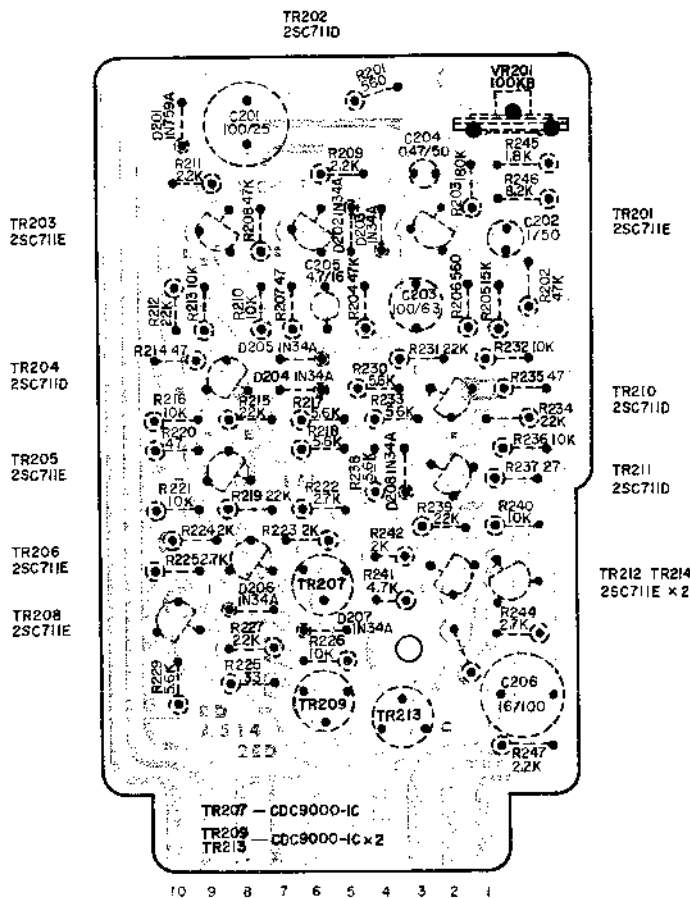 TR202
2SC711D
R201
560
VR201
100KB
D201
1N759A
C201
100/25
R245
1.8K
R211
2.2K
R209
2.2K
C204
0.47/50
R203
180K
R246
8.2K
TR203
2SC711E
R208 47K
D202 1N34A
D203
1N34A
C202
1/50
TR201
2SC711E
R212
22K
R213 10K
R210
10K
R207 47
C205
4.7/16
R204 47K
C203
100/6.3
R206 560
R205 15K
R202
47K
R214 47
D205 1N34A
R231 22K
R232 10K
TR204
2SC711D
D204 1N34A
R230
5.6K
R235 47
TR210
2SC711D
R216
10K
R215
22K
R217
5.6K
R233
5.6K
R234
22K
R220
47
R218
5.6K
R236 10K
TR205
2SC711E
R238
5.6K
D208 1N34A
R237 27
TR211
2SC711D
R221
10K
R219 22K
R222
2.7K
R239
22K
R240
10K
R224 2K
R223 2K
R242
2K
TR206
2SC711E
R225 2.7K
TR207
R241
4.7K
TR212 TR214
2SC711E ×2
D206
1N34A
TR208
2SC711E
D207
1N34A
R244
2.7K
R227
22K
R226
10K
R229
5.6K
33
C206
16/100
TR209
TR213
R247
2.2K
TR207 — CDC9000-1C
TR209
TR213 — CDC9000-1C×2
10 9 8 7 6 5 4 3 2 1